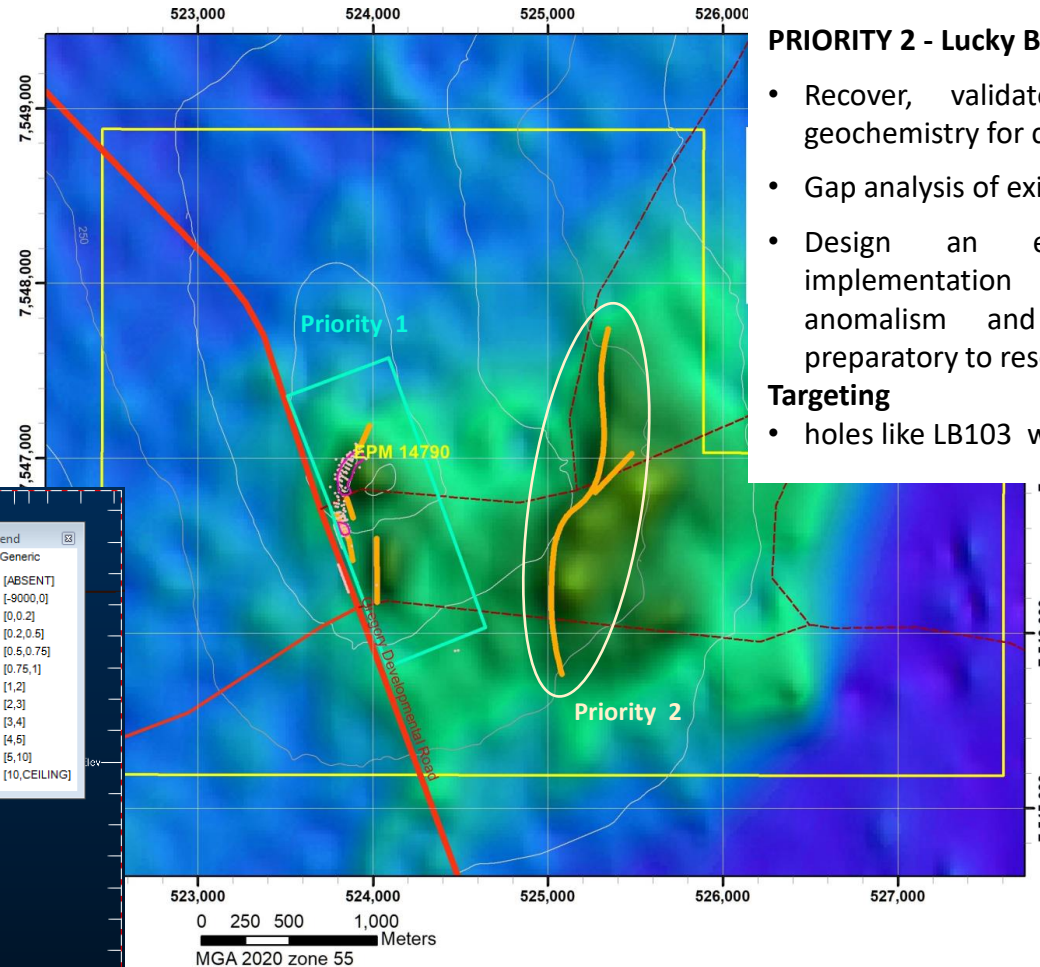 523,000
524,000
525,000
526,000
7,549,000
7,548,000
7,547,000
250
Priority 1
EPM 14790
Gregory Developmental Road
Priority 2
523,000
524,000
525,000
526,000
527,000
0 250 500 1,000
Meters
MGA 2020 zone 55
PRIORITY 2 - Lucky B
• Recover, validat
geochemistry for
• Gap analysis of exi
• Design an e
implementation
anomalism and
preparatory to res
Targeting
• holes like LB103 w
end
Generic
[ABSENT]
[-9000,0]
[0,0.2]
[0.2,0.5]
[0.5,0.75]
[0.75,1]
[1,2]
[2,3]
[3,4]
[4,5]
[5,10]
[10,CEILING]